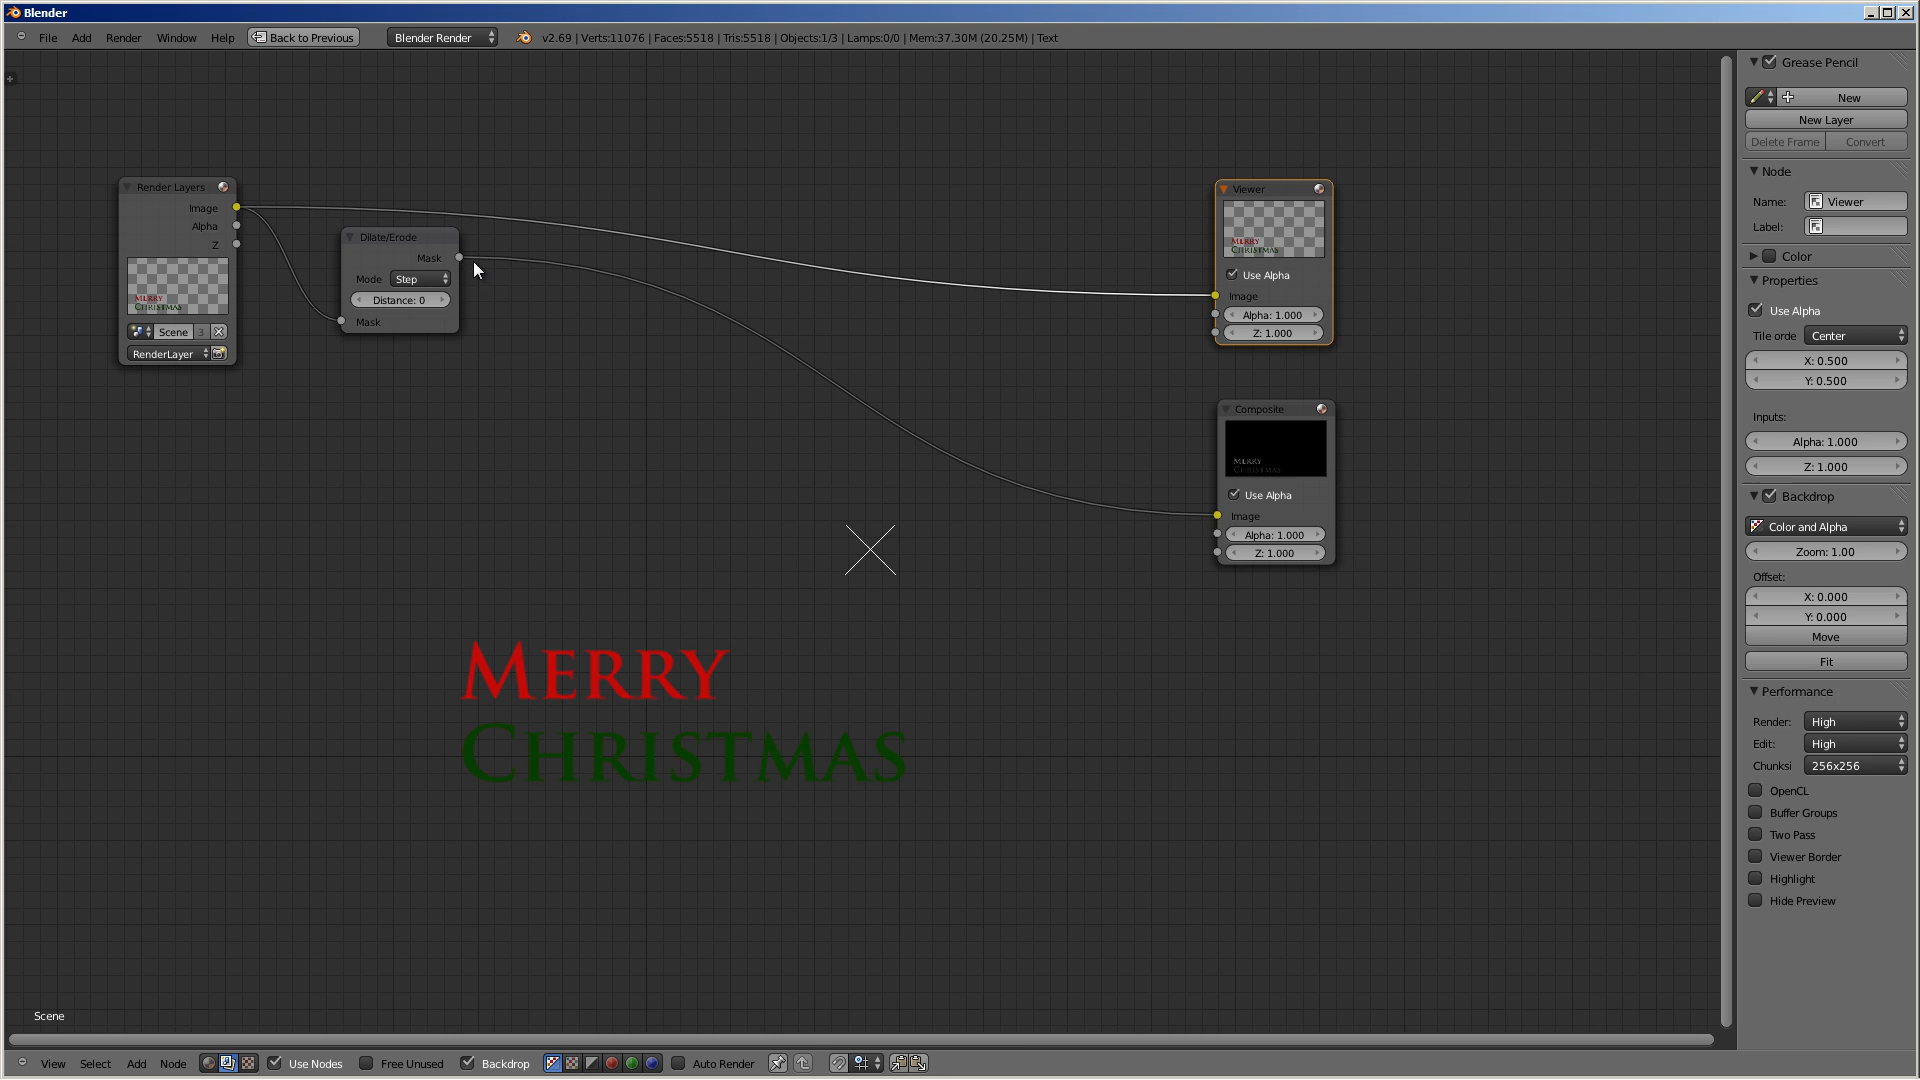 Blender
File Add Render Window Help Back to Previous Blender Render v2.69 | Verts:11076 | Faces:5518 | Tris:5518 | Objects:1/3 | Lamps:0/0 | Mem:37.30M (20.25M) | Text
Render Layers
Image
Alpha
Z
MERRY
CHRISTMAS
Scene 3
RenderLayer
Dilate/Erode
Mask
Mode Step
Distance: 0
Mask
Viewer
MERRY
CHRISTMAS
Use Alpha
Image
Alpha: 1.000
Z: 1.000
Composite
MERRY
CHRISTMAS
Use Alpha
Image
Alpha: 1.000
Z: 1.000
MERRY
CHRISTMAS
Scene
Grease Pencil
New
New Layer
Delete Frame Convert
Node
Name: Viewer
Label:
Color
Properties
Use Alpha
Tile orde Center
X: 0.500
Y: 0.500
Inputs:
Alpha: 1.000
Z: 1.000
Backdrop
Color and Alpha
Zoom: 1.00
Offset:
X: 0.000
Y: 0.000
Move
Fit
Performance
Render: High
Edit: High
Chunksi 256x256
OpenCL
Buffer Groups
Two Pass
Viewer Border
Highlight
Hide Preview
View Select Add Node Use Nodes Free Unused Backdrop Auto Render